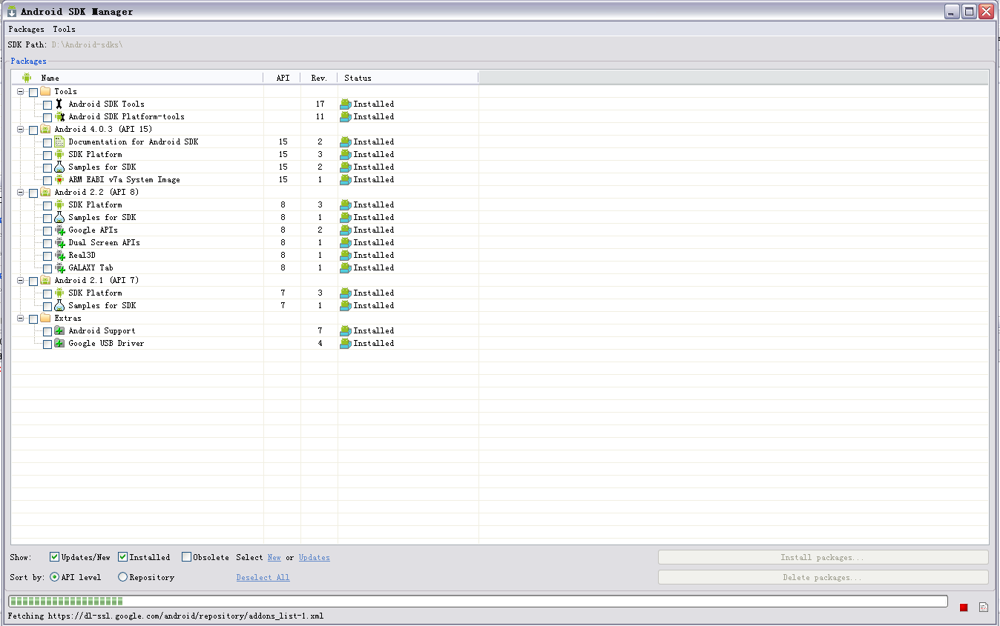 Android SDK Manager
Packages Tools
SDK Path: D:\Android-sdks\
Packages
Name API Rev. Status
Tools
Android SDK Tools 17 Installed
Android SDK Platform-tools 11 Installed
Android 4.0.3 (API 15)
Documentation for Android SDK 15 2 Installed
SDK Platform 15 3 Installed
Samples for SDK 15 2 Installed
ARM EABI v7a System Image 15 1 Installed
Android 2.2 (API 8)
SDK Platform 8 3 Installed
Samples for SDK 8 1 Installed
Google APIs 8 2 Installed
Dual Screen APIs 8 1 Installed
Real3D 8 1 Installed
GALAXY Tab 8 1 Installed
Android 2.1 (API 7)
SDK Platform 7 3 Installed
Samples for SDK 7 1 Installed
Extras
Android Support 7 Installed
Google USB Driver 4 Installed
Show: Updates/New Installed Obsolete Select New or Updates Install packages...
Sort by: API level Repository Deselect All Delete packages...
Fetching https://dl-ssl.google.com/android/repository/addons_list-1.xml